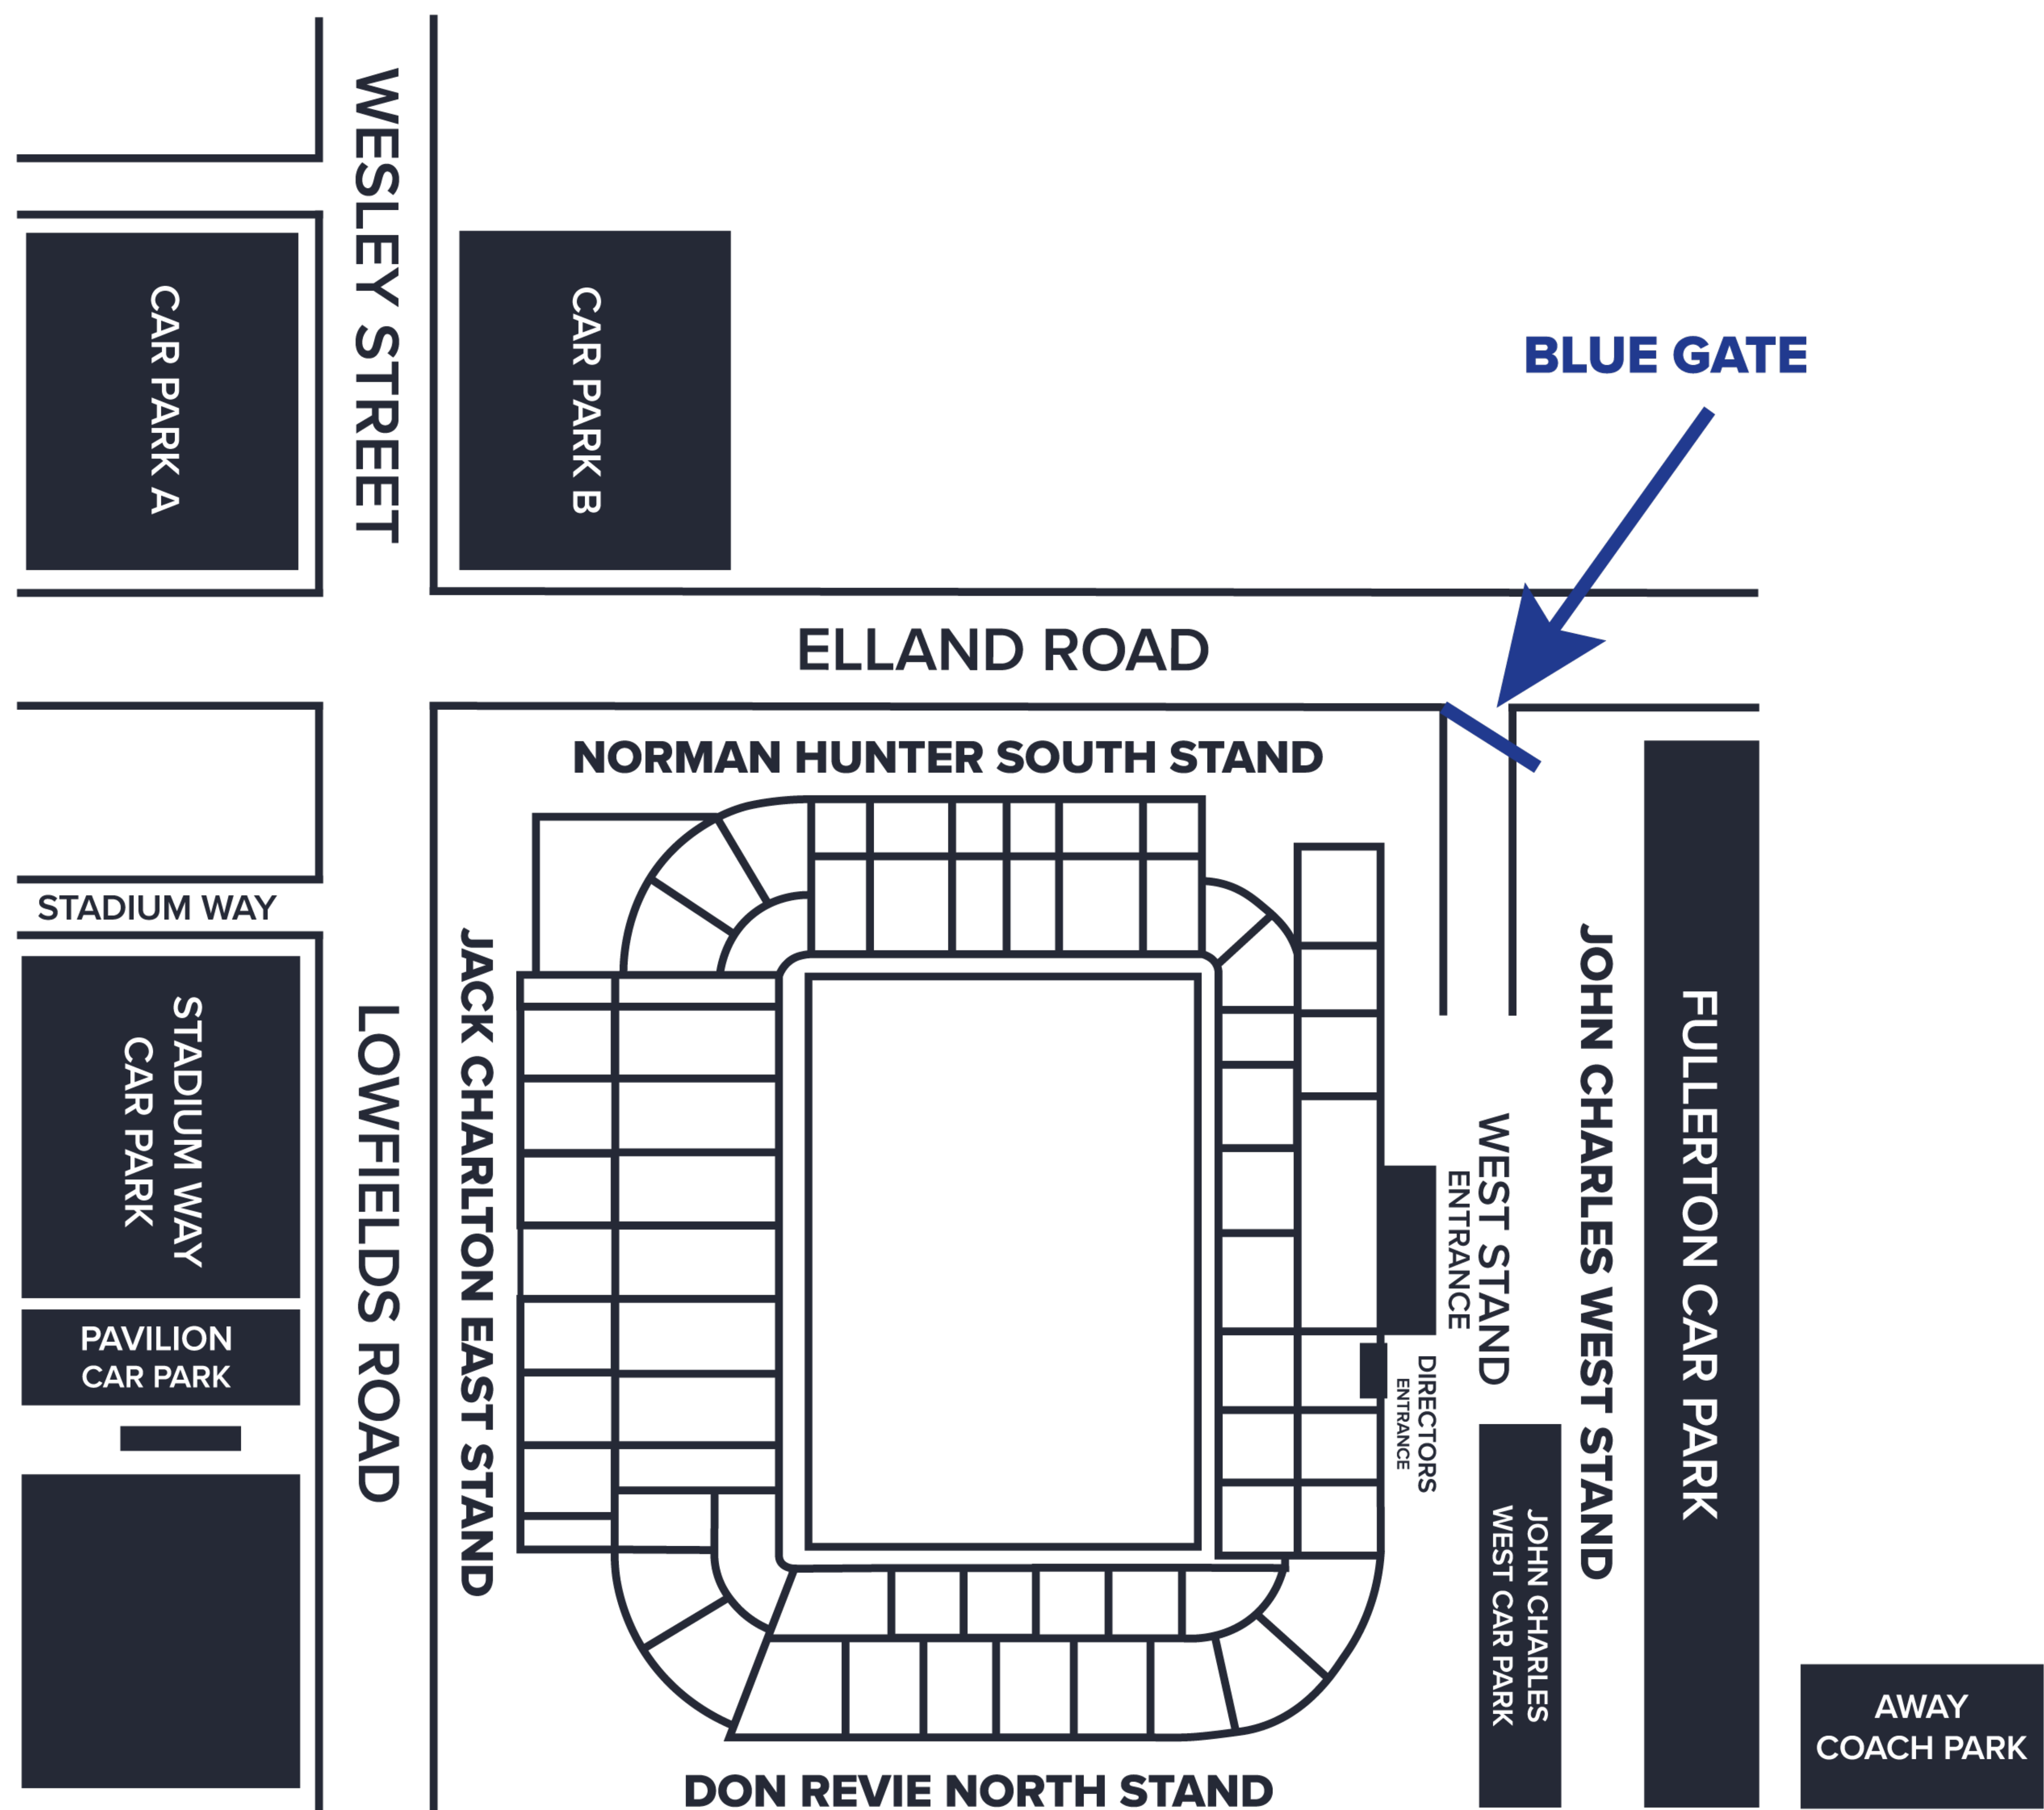 WESLEY STREET
CAR PARK A
CAR PARK B
BLUE GATE
ELLAND ROAD
NORMAN HUNTER SOUTH STAND
STADIUM WAY
STADIUM WAY
CAR PARK
PAVILION
CAR PARK
LOWFIELDS ROAD
JACK CHARLTON EAST STAND
WEST STAND
ENTRANCE
DIRECTORS
ENTRANCE
JOHN CHARLES WEST STAND
FULLERTON CAR PARK
JOHN CHARLES
WEST CAR PARK
AWAY
COACH PARK
DON REVIE NORTH STAND